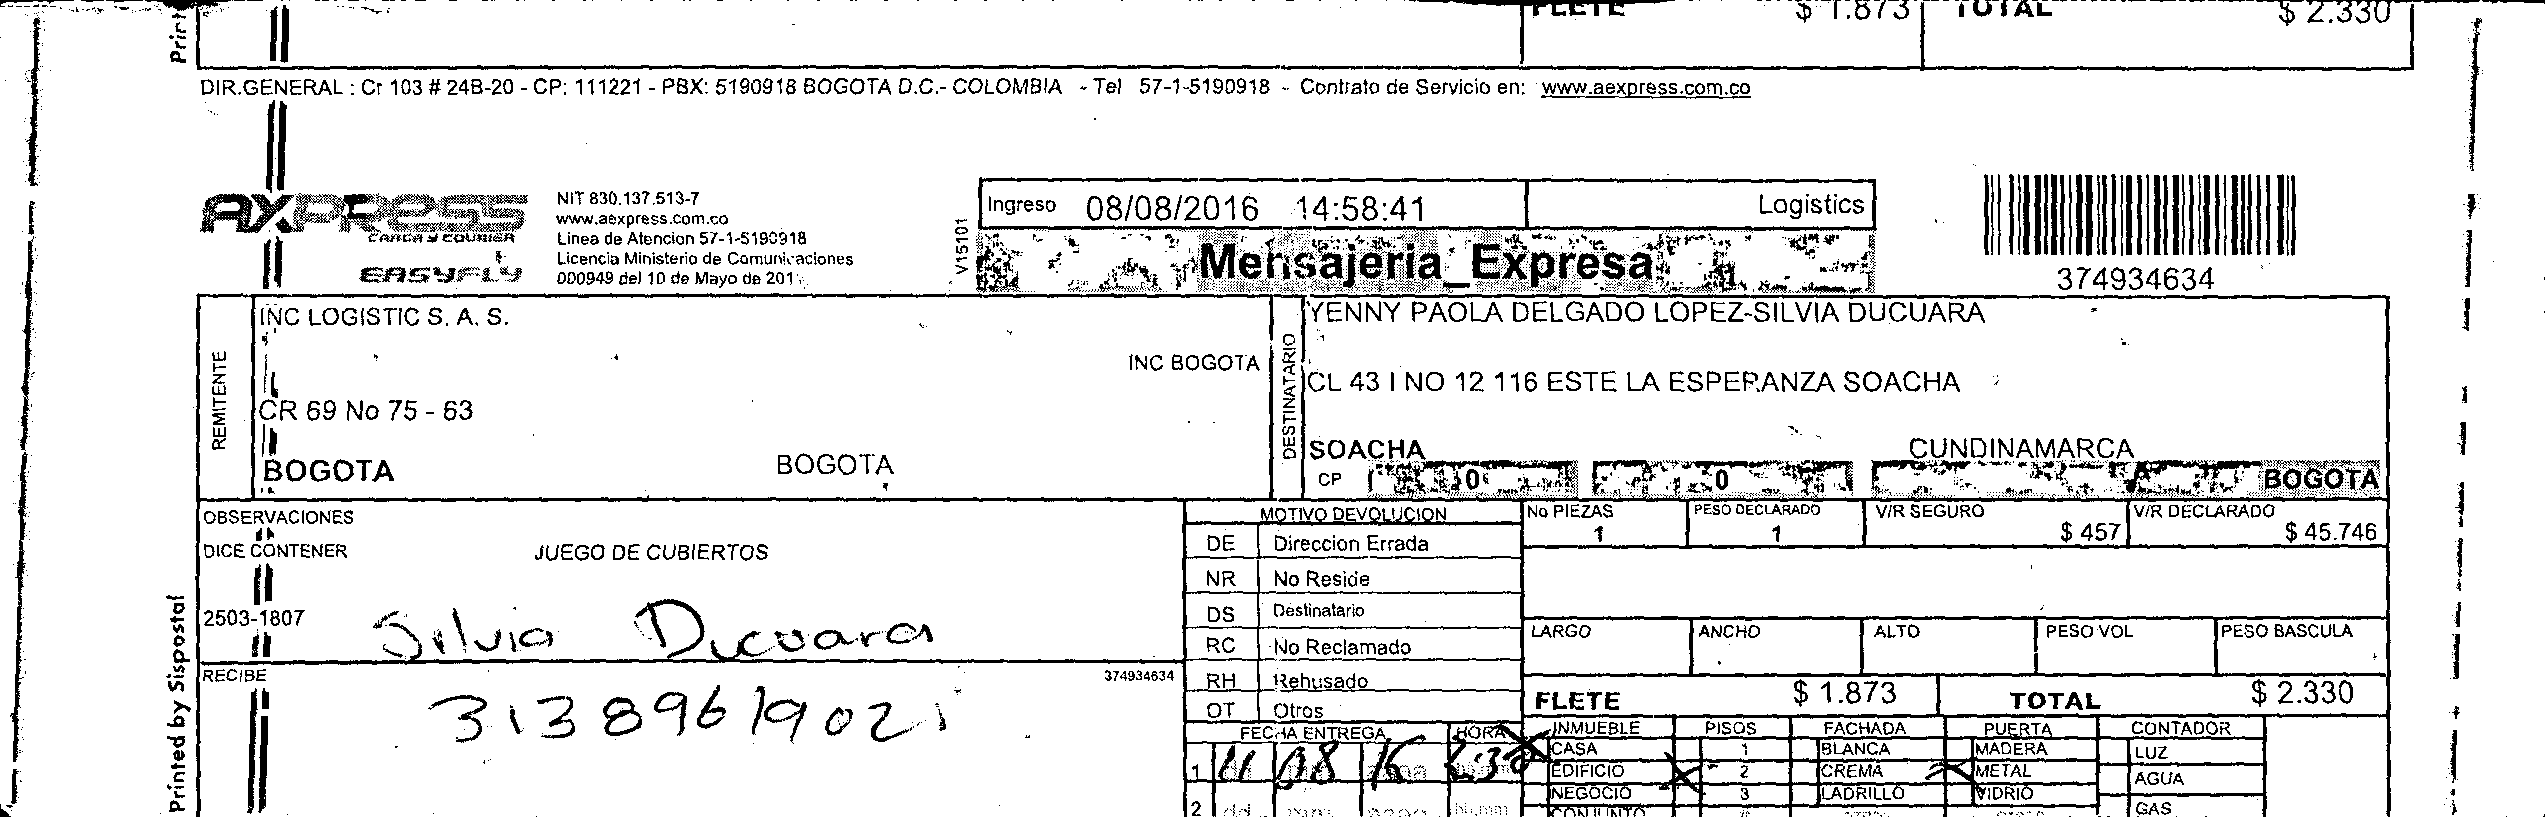 FLETE $ 1.873 TOTAL $ 2.330
DIR.GENERAL : Cr 103 # 24B-20 - CP: 111221 - PBX: 5190918 BOGOTA D.C.- COLOMBIA - Tel 57-1-5190918 - Contrato de Servicio en: www.aexpress.com.co
AXPRESS
CARGA Y COURIER
EASYFLY
NIT 830.137.513-7
www.aexpress.com.co
Linea de Atencion 57-1-5190918
Licencia Ministerio de Comunicaciones
000949 del 10 de Mayo de 201
V15101
Ingreso 08/08/2016 14:58:41 Logistics
Mensajeria_Expresa
374934634
REMITENTE
INC LOGISTIC S. A. S.
INC BOGOTA
CR 69 No 75 - 63
BOGOTA BOGOTA
DESTINATARIO
YENNY PAOLA DELGADO LOPEZ-SILVIA DUCUARA
CL 43 I NO 12 116 ESTE LA ESPERANZA SOACHA
SOACHA CUNDINAMARCA
CP 0 0 BOGOTA
OBSERVACIONES
DICE CONTENER JUEGO DE CUBIERTOS
2503-1807
Silvia Ducuara
RECIBE 374934634
3138961902
Printed by Sispostal
MOTIVO DEVOLUCION
DE Direccion Errada
NR No Reside
DS Destinatario
RC No Reclamado
RH Rehusado
OT Otros
No PIEZAS PESO DECLARADO V/R SEGURO V/R DECLARADO
1 1 $ 457 $ 45.746
LARGO ANCHO ALTO PESO VOL PESO BASCULA
FLETE $ 1.873 TOTAL $ 2.330
FECHA ENTREGA HORA
1 11 08 16 2:30
2 dd mm aaaa hh:mm
INMUEBLE PISOS FACHADA PUERTA CONTADOR
CASA 1 BLANCA MADERA LUZ
EDIFICIO 2 CREMA METAL AGUA
NEGOCIO 3 LADRILLO VIDRIO GAS
CONJUNTO